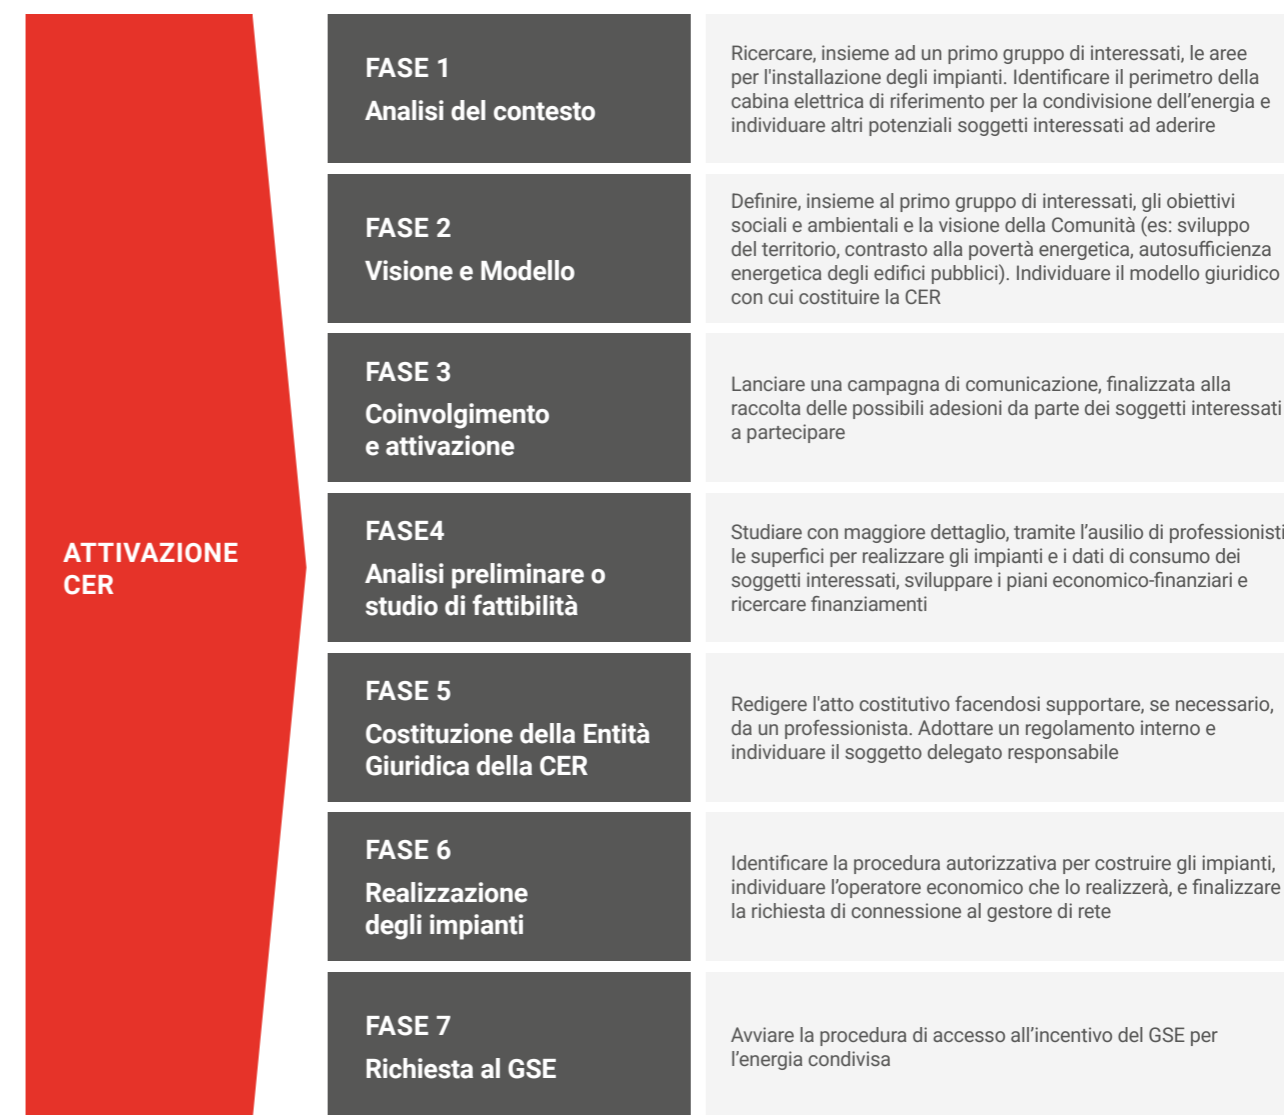 ATTIVAZIONE
CER
FASE 1
Analisi del contesto
Ricercare, insieme ad un primo gruppo di interessati, le aree
per l'installazione degli impianti. Identificare il perimetro della
cabina elettrica di riferimento per la condivisione dell’energia e
individuare altri potenziali soggetti interessati ad aderire
FASE 2
Visione e Modello
Definire, insieme al primo gruppo di interessati, gli obiettivi
sociali e ambientali e la visione della Comunità (es: sviluppo
del territorio, contrasto alla povertà energetica, autosufficienza
energetica degli edifici pubblici). Individuare il modello giuridico
con cui costituire la CER
FASE 3
Coinvolgimento
e attivazione
Lanciare una campagna di comunicazione, finalizzata alla
raccolta delle possibili adesioni da parte dei soggetti interessati
a partecipare
FASE4
Analisi preliminare o
studio di fattibilità
Studiare con maggiore dettaglio, tramite l’ausilio di professionisti
le superfici per realizzare gli impianti e i dati di consumo dei
soggetti interessati, sviluppare i piani economico-finanziari e
ricercare finanziamenti
FASE 5
Costituzione della Entità
Giuridica della CER
Redigere l'atto costitutivo facendosi supportare, se necessario,
da un professionista. Adottare un regolamento interno e
individuare il soggetto delegato responsabile
FASE 6
Realizzazione
degli impianti
Identificare la procedura autorizzativa per costruire gli impianti,
individuare l’operatore economico che lo realizzerà, e finalizzare
la richiesta di connessione al gestore di rete
FASE 7
Richiesta al GSE
Avviare la procedura di accesso all’incentivo del GSE per
l’energia condivisa